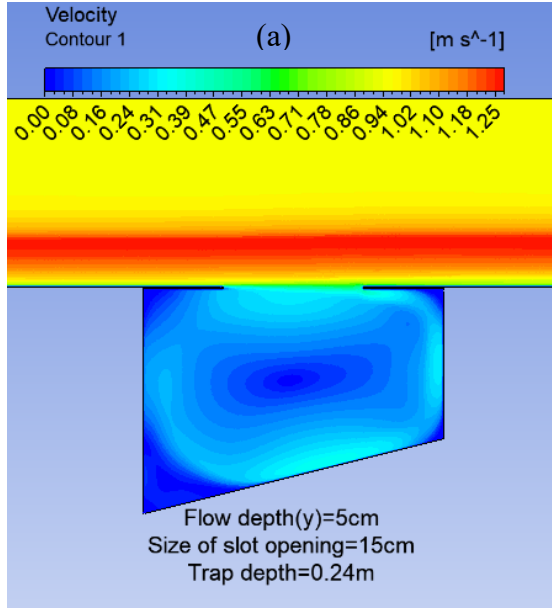 Velocity
Contour 1
(a)
[m s^-1]
0.00 0.08 0.16 0.24 0.31 0.39 0.47 0.55 0.63 0.71 0.78 0.86 0.94 1.02 1.10 1.18 1.25
Flow depth(y)=5cm
Size of slot opening=15cm
Trap depth=0.24m